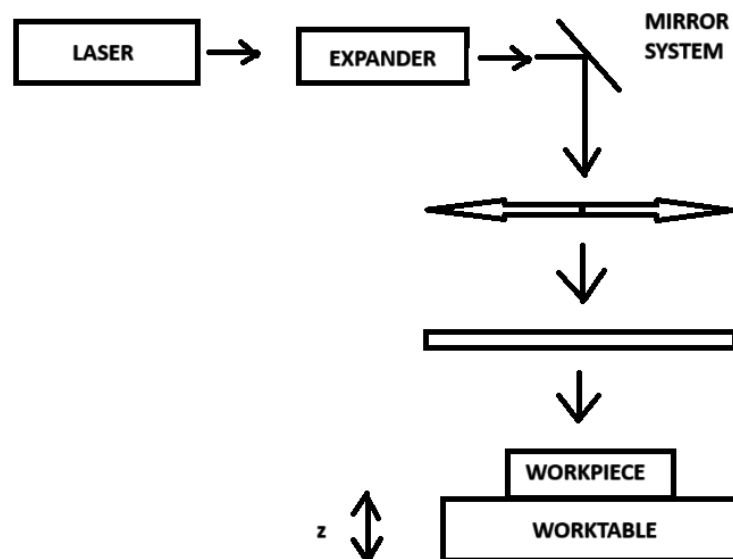 LASER
EXPANDER
MIRROR
SYSTEM
WORKPIECE
z
WORKTABLE